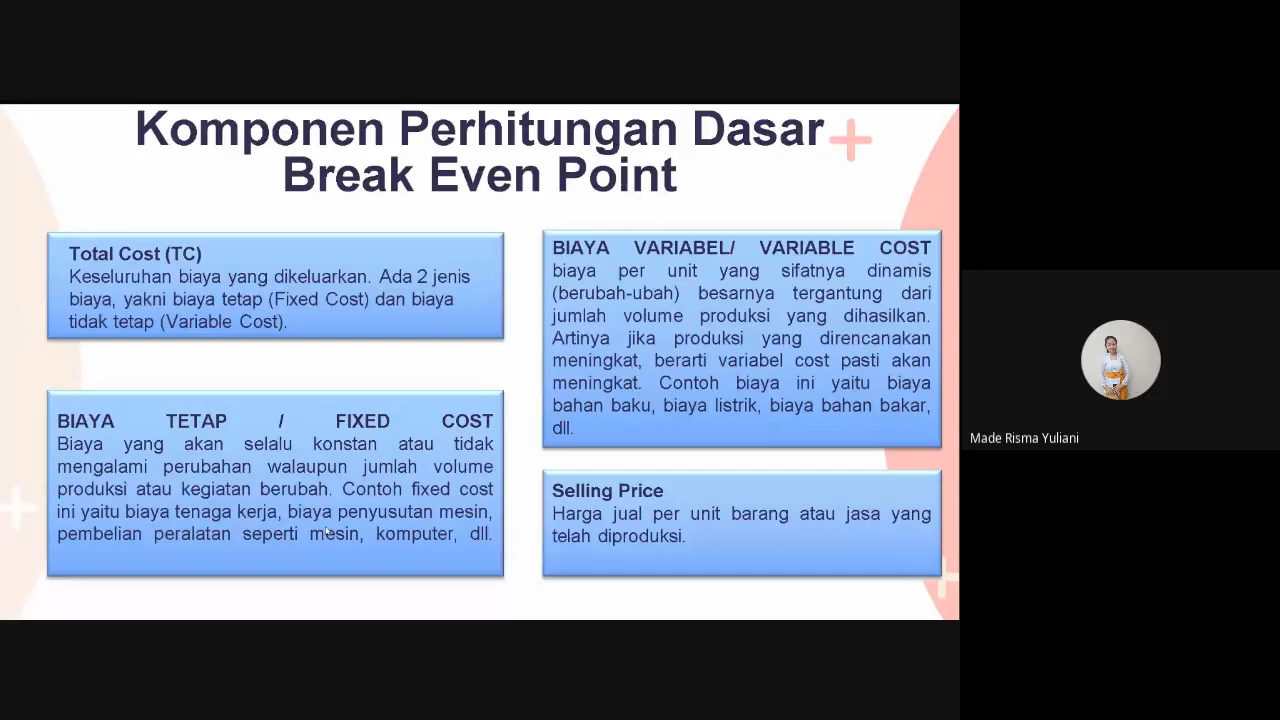 Komponen Perhitungan Dasar
Break Even Point
Total Cost (TC)
Keseluruhan biaya yang dikeluarkan. Ada 2 jenis
biaya, yakni biaya tetap (Fixed Cost) dan biaya
tidak tetap (Variable Cost).
BIAYA TETAP / FIXED COST
Biaya yang akan selalu konstan atau tidak
mengalami perubahan walaupun jumlah volume
produksi atau kegiatan berubah. Contoh fixed cost
ini yaitu biaya tenaga kerja, biaya penyusutan mesin,
pembelian peralatan seperti mesin, komputer, dll.
BIAYA VARIABEL/ VARIABLE COST
biaya per unit yang sifatnya dinamis
(berubah-ubah) besarnya tergantung dari
jumlah volume produksi yang dihasilkan.
Artinya jika produksi yang direncanakan
meningkat, berarti variabel cost pasti akan
meningkat. Contoh biaya ini yaitu biaya
bahan baku, biaya listrik, biaya bahan bakar,
dll.
Selling Price
Harga jual per unit barang atau jasa yang
telah diproduksi.
Made Risma Yuliani